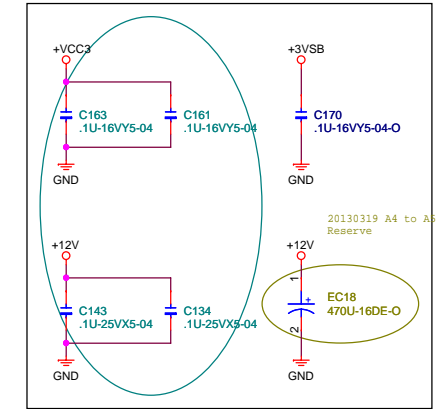 +VCC3
+3VSB
C163
.1U-16VY5-04
C161
.1U-16VY5-04
C170
.1U-16VY5-04-O
GND
GND
20130319 A4 to A5
Reserve
+12V
+12V
1
C143
.1U-25VX5-04
C134
.1U-25VX5-04
+
EC18
470U-16DE-O
2
GND
GND